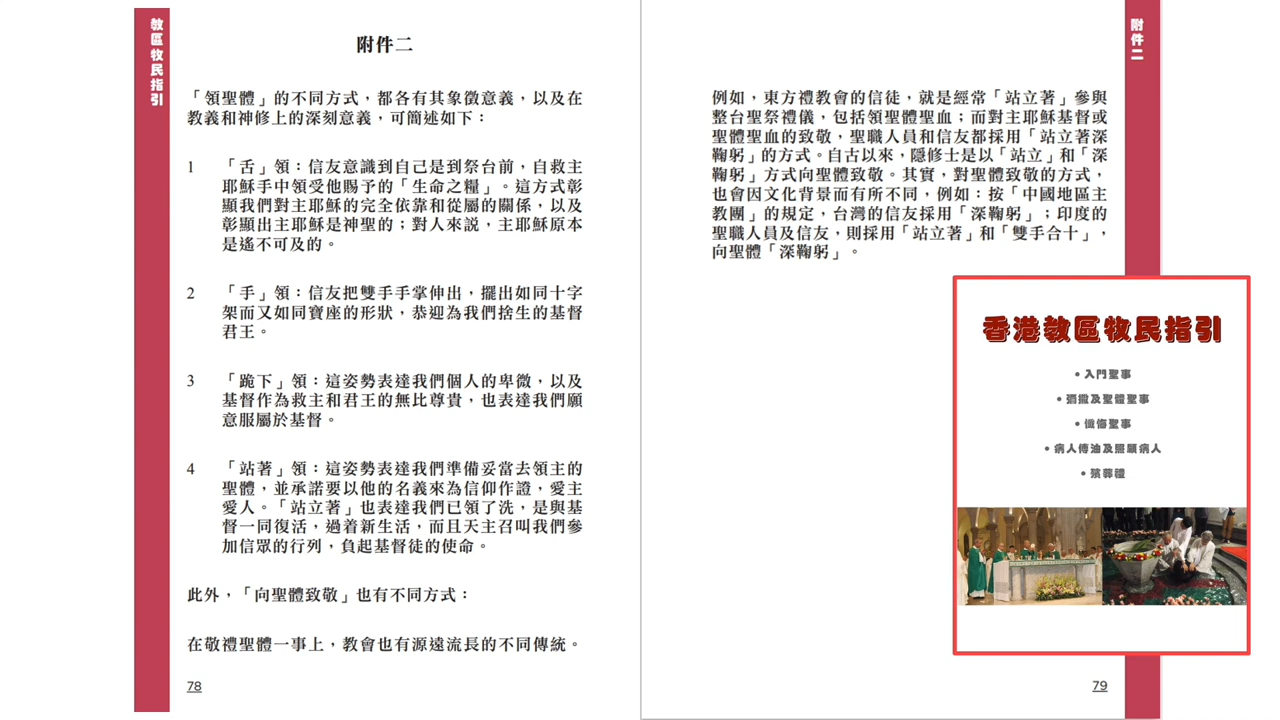 教區牧民指引
附件二
「領聖體」的不同方式，都各有其象徵意義，以及在
教義和神修上的深刻意義，可簡述如下：
1 「舌」領：信友意識到自己是到祭台前，自救主
耶穌手中領受他賜予的「生命之糧」。這方式彰
顯我們對主耶穌的完全依靠和從屬的關係，以及
彰顯出主耶穌是神聖的；對人來説，主耶穌原本
是遙不可及的。
2 「手」領：信友把雙手手掌伸出，擺出如同十字
架而又如同寶座的形狀，恭迎為我們捨生的基督
君王。
3 「跪下」領：這姿勢表達我們個人的卑微，以及
基督作為救主和君王的無比尊貴，也表達我們願
意服屬於基督。
4 「站著」領：這姿勢表達我們準備妥當去領主的
聖體，並承諾要以他的名義來為信仰作證，愛主
愛人。「站立著」也表達我們已領了洗，是與基
督一同復活，過着新生活，而且天主召叫我們參
加信眾的行列，負起基督徒的使命。
此外，「向聖體致敬」也有不同方式：
在敬禮聖體一事上，教會也有源遠流長的不同傳統。
78
附件二
例如，東方禮教會的信徒，就是經常「站立著」參與
整台聖祭禮儀，包括領聖體聖血；而對主耶穌基督或
聖體聖血的致敬，聖職人員和信友都採用「站立著深
鞠躬」的方式。自古以來，隱修士是以「站立」和「深
鞠躬」方式向聖體致敬。其實，對聖體致敬的方式，
也會因文化背景而有所不同，例如：按「中國地區主
教團」的規定，台灣的信友採用「深鞠躬」；印度的
聖職人員及信友，則採用「站立著」和「雙手合十」，
向聖體「深鞠躬」。
香港教區牧民指引
• 入門聖事
• 彌撒及聖體聖事
• 懺悔聖事
• 病人傅油及照顧病人
• 殯葬禮
79